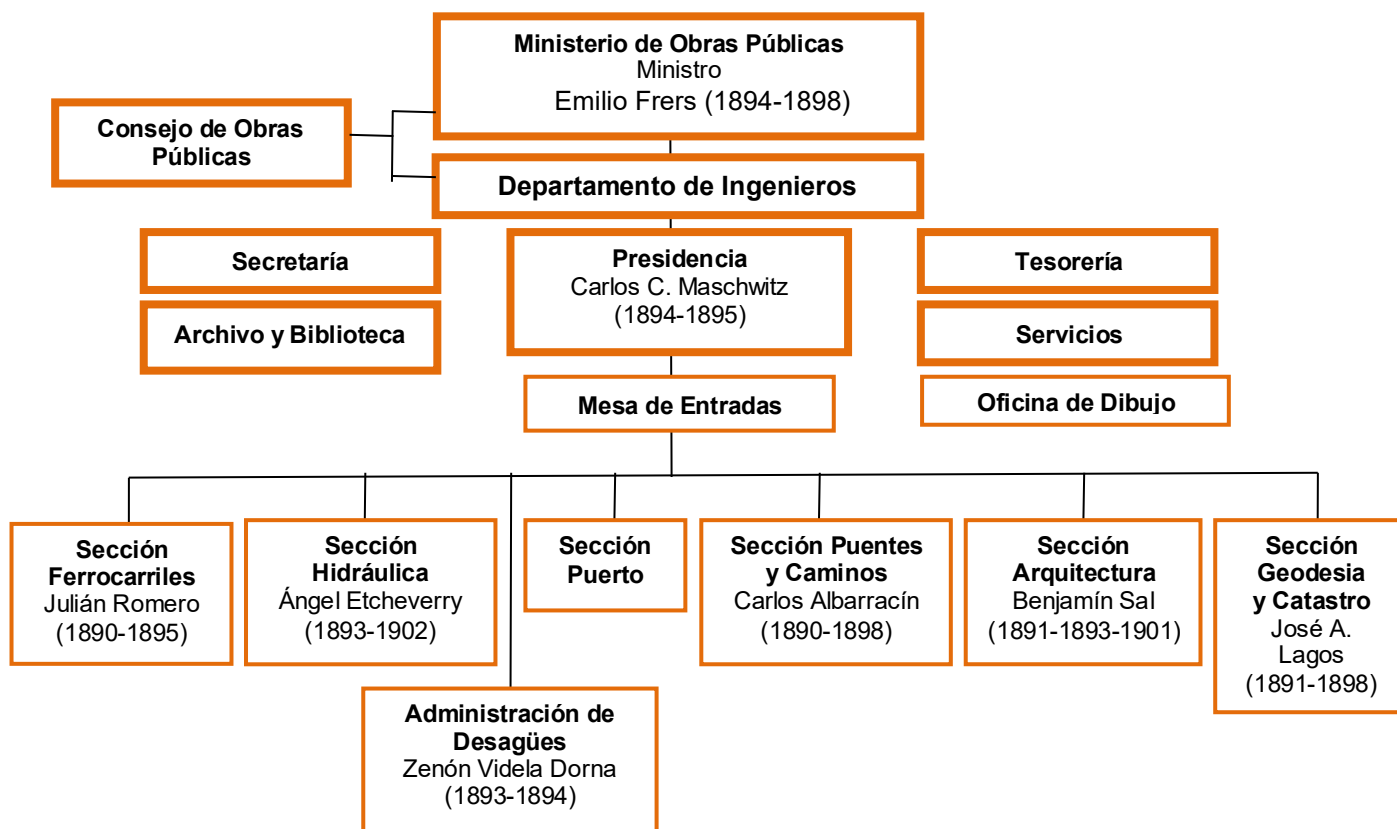 Ministerio de Obras Públicas
Ministro
Emilio Frers (1894-1898)
Consejo de Obras
Públicas
Departamento de Ingenieros
Secretaría
Presidencia
Carlos C. Maschwitz
(1894-1895)
Tesorería
Archivo y Biblioteca
Servicios
Mesa de Entradas
Oficina de Dibujo
Sección
Ferrocarriles
Julián Romero
(1890-1895)
Sección
Hidráulica
Ángel Etcheverry
(1893-1902)
Sección
Puerto
Sección Puentes
y Caminos
Carlos Albarracín
(1890-1898)
Sección
Arquitectura
Benjamín Sal
(1891-1893-1901)
Sección
Geodesia
y Catastro
José A.
Lagos
(1891-1898)
Administración de
Desagües
Zenón Videla Dorna
(1893-1894)